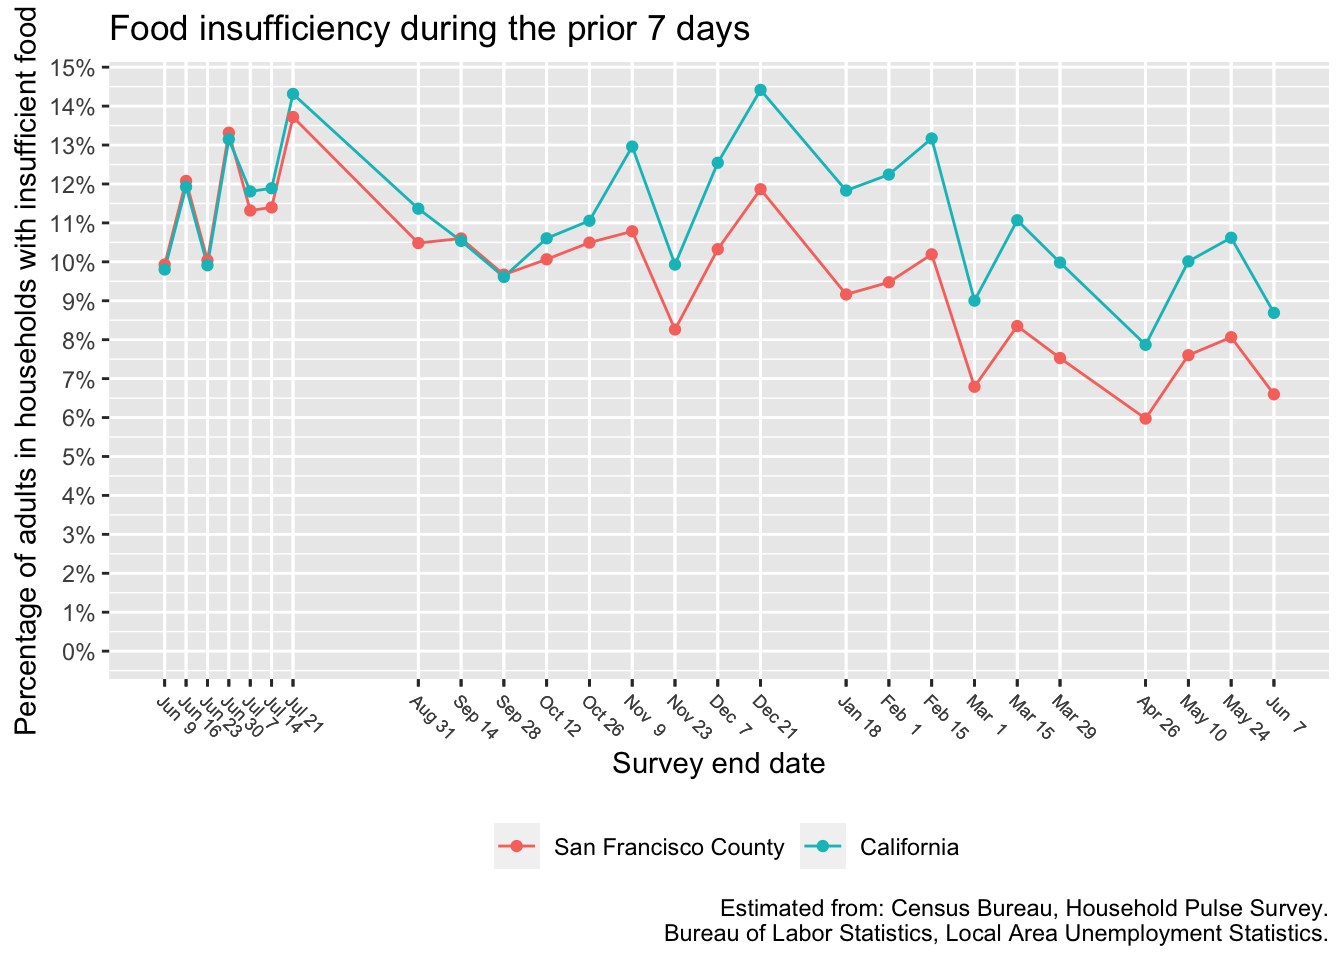 Food insufficiency during the prior 7 days
Percentage of adults in households with insufficient food
15%
14%
13%
12%
11%
10%
9%
8%
7%
6%
5%
4%
3%
2%
1%
0%
Jun 9
Jun 16
Jun 23
Jun 30
Jul 7
Jul 14
Jul 21
Aug 31
Sep 14
Sep 28
Oct 12
Oct 26
Nov 9
Nov 23
Dec 7
Dec 21
Jan 18
Feb 1
Feb 15
Mar 1
Mar 15
Mar 29
Apr 26
May 10
May 24
Jun 7
Survey end date
San Francisco County
California
Estimated from: Census Bureau, Household Pulse Survey.
Bureau of Labor Statistics, Local Area Unemployment Statistics.